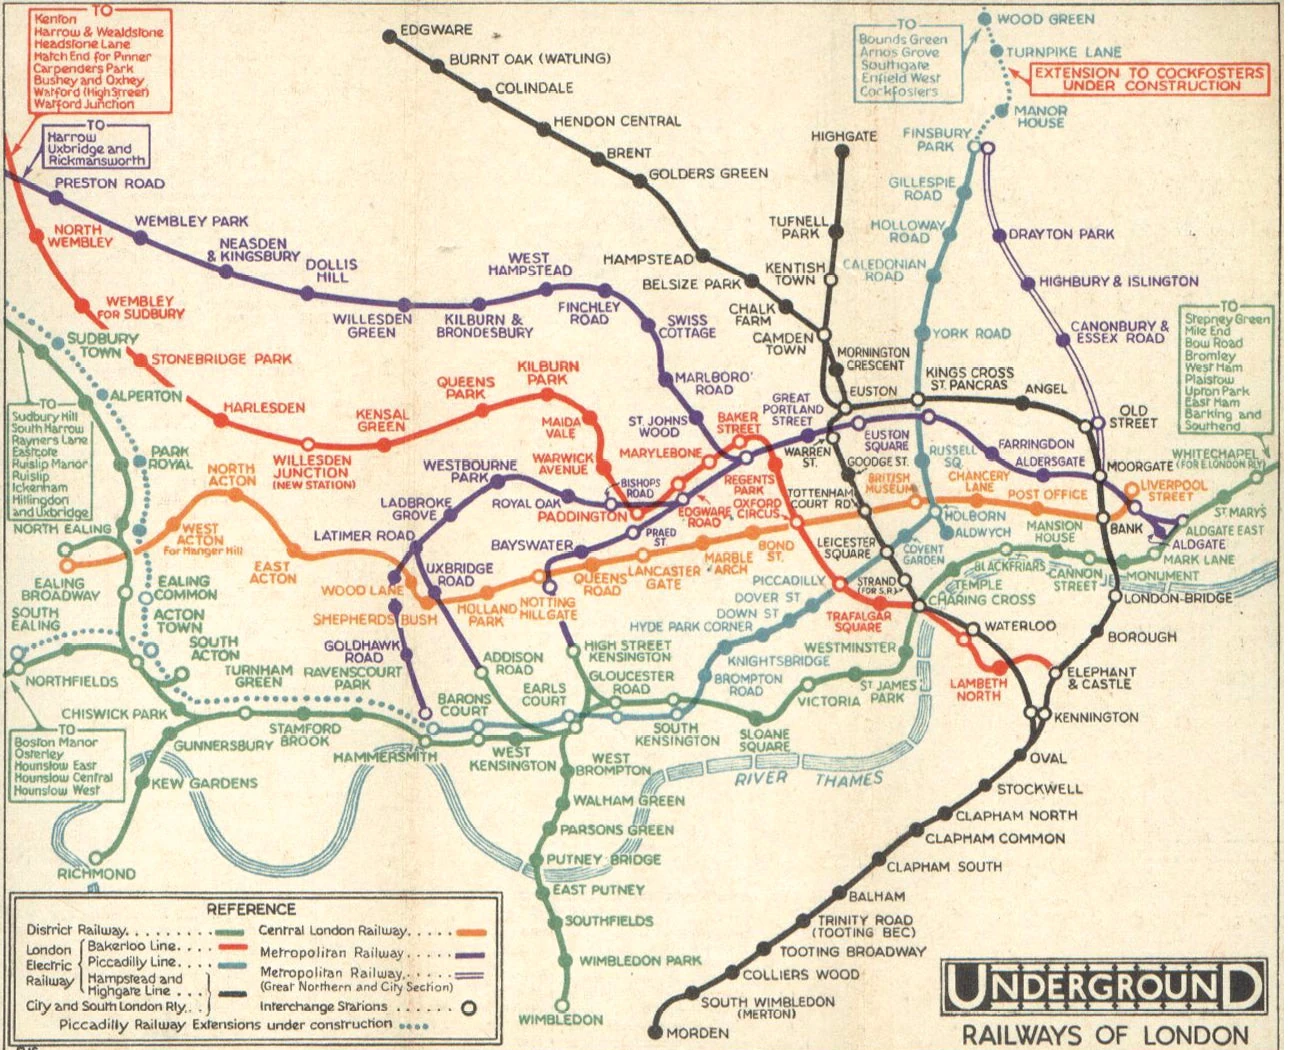 TO
Kenton
Harrow & Wealdstone
Headstone Lane
Hatch End for Pinner
Carpenders Park
Bushey and Oxhey
Watford (High Street)
Watford Junction
TO
Harrow
Uxbridge and
Rickmansworth
EDGWARE
BURNT OAK (WATLING)
COLINDALE
HENDON CENTRAL
BRENT
GOLDERS GREEN
HAMPSTEAD
BELSIZE PARK
CHALK
FARM
CAMDEN
TOWN
HIGHGATE
TUFNELL
PARK
KENTISH
TOWN
MORNINGTON
CRESCENT
EUSTON
TO
Bounds Green
Arnos Grove
Southgate
Enfield West
Cockfosters
WOOD GREEN
TURNPIKE LANE
EXTENSION TO COCKFOSTERS
UNDER CONSTRUCTION
MANOR
HOUSE
FINSBURY
PARK
GILLESPIE
ROAD
HOLLOWAY
ROAD
CALEDONIAN
ROAD
YORK ROAD
DRAYTON PARK
HIGHBURY & ISLINGTON
CANONBURY &
ESSEX ROAD
OLD
STREET
KINGS CROSS
ST. PANCRAS
ANGEL
TO
Stepney Green
Mile End
Bow Road
Bromley
West Ham
Plaistow
Upton Park
East Ham
Barking and
Southend
WHITECHAPEL
(FOR E LONDON RLY)
ST. MARY'S
PRESTON ROAD
WEMBLEY PARK
NEASDEN
& KINGSBURY
DOLLIS
HILL
WILLESDEN
GREEN
KILBURN &
BRONDESBURY
WEST
HAMPSTEAD
FINCHLEY
ROAD
SWISS
COTTAGE
MARLBORO'
ROAD
ST. JOHNS
WOOD
GREAT
PORTLAND
STREET
EUSTON
SQUARE
FARRINGDON
ALDERSGATE
MOORGATE
LIVERPOOL
STREET
ALDGATE EAST
ALDGATE
MARK LANE
MONUMENT
NORTH
WEMBLEY
WEMBLEY
FOR SUDBURY
STONEBRIDGE PARK
HARLESDEN
WILLESDEN
JUNCTION
(NEW STATION)
KENSAL
GREEN
QUEENS
PARK
KILBURN
PARK
MAIDA
VALE
WARWICK
AVENUE
PADDINGTON
EDGWARE
ROAD
MARYLEBONE
BAKER
STREET
REGENTS
PARK
OXFORD
CIRCUS
SUDBURY
TOWN
ALPERTON
PARK
ROYAL
TO
Sudbury Hill
South Harrow
Rayners Lane
Eastcote
Ruislip Manor
Ruislip
Ickenham
Hillingdon
and Uxbridge
NORTH EALING
EALING
BROADWAY
WEST
ACTON
For Hanger Hill
NORTH
ACTON
EAST
ACTON
WOOD LANE
SHEPHERDS BUSH
HOLLAND
PARK
NOTTING
HILL GATE
QUEENS
ROAD
LANCASTER
GATE
MARBLE
ARCH
BOND
ST.
TOTTENHAM
COURT RD
BRITISH
MUSEUM
CHANCERY
LANE
POST OFFICE
BANK
WESTBOURNE
PARK
ROYAL OAK
BISHOPS
ROAD
LADBROKE
GROVE
LATIMER ROAD
UXBRIDGE
ROAD
BAYSWATER
PRAED
ST.
GOLDHAWK
ROAD
WARREN
ST.
GOODGE ST.
LEICESTER
SQUARE
STRAND
(FOR S.R.)
RUSSELL
SQ.
HOLBORN
ALDWYCH
COVENT
GARDEN
PICCADILLY
DOVER ST
DOWN ST
HYDE PARK CORNER
KNIGHTSBRIDGE
BROMPTON
ROAD
TRAFALGAR
SQUARE
CHARING CROSS
TEMPLE
BLACKFRIARS
MANSION
HOUSE
CANNON
STREET
LONDON BRIDGE
BOROUGH
WATERLOO
LAMBETH
NORTH
ELEPHANT
& CASTLE
KENNINGTON
OVAL
STOCKWELL
CLAPHAM NORTH
CLAPHAM COMMON
CLAPHAM SOUTH
BALHAM
TRINITY ROAD
(TOOTING BEC)
TOOTING BROADWAY
COLLIERS WOOD
SOUTH WIMBLEDON
(MERTON)
MORDEN
EALING
COMMON
SOUTH
EALING
ACTON
TOWN
SOUTH
ACTON
NORTHFIELDS
CHISWICK PARK
TURNHAM
GREEN
RAVENSCOURT
PARK
STAMFORD
BROOK
HAMMERSMITH
GUNNERSBURY
KEW GARDENS
RICHMOND
TO
Boston Manor
Osterley
Hounslow East
Hounslow Central
Hounslow West
ADDISON
ROAD
BARONS
COURT
WEST
KENSINGTON
EARLS
COURT
HIGH STREET
KENSINGTON
GLOUCESTER
ROAD
SOUTH
KENSINGTON
SLOANE
SQUARE
VICTORIA
ST JAMES
PARK
WESTMINSTER
RIVER THAMES
WEST
BROMPTON
WALHAM GREEN
PARSONS GREEN
PUTNEY BRIDGE
EAST PUTNEY
SOUTHFIELDS
WIMBLEDON PARK
WIMBLEDON
REFERENCE
District Railway
London
Electric
Railway
Bakerloo Line
Piccadilly Line
Hampstead and
Highgate Line
City and South London Rly.
Central London Railway
Metropolitan Railway
Metropolitan Railway
(Great Northern and City Section)
Interchange Stations
Piccadilly Railway Extensions under construction
UNDERGROUND
RAILWAYS OF LONDON